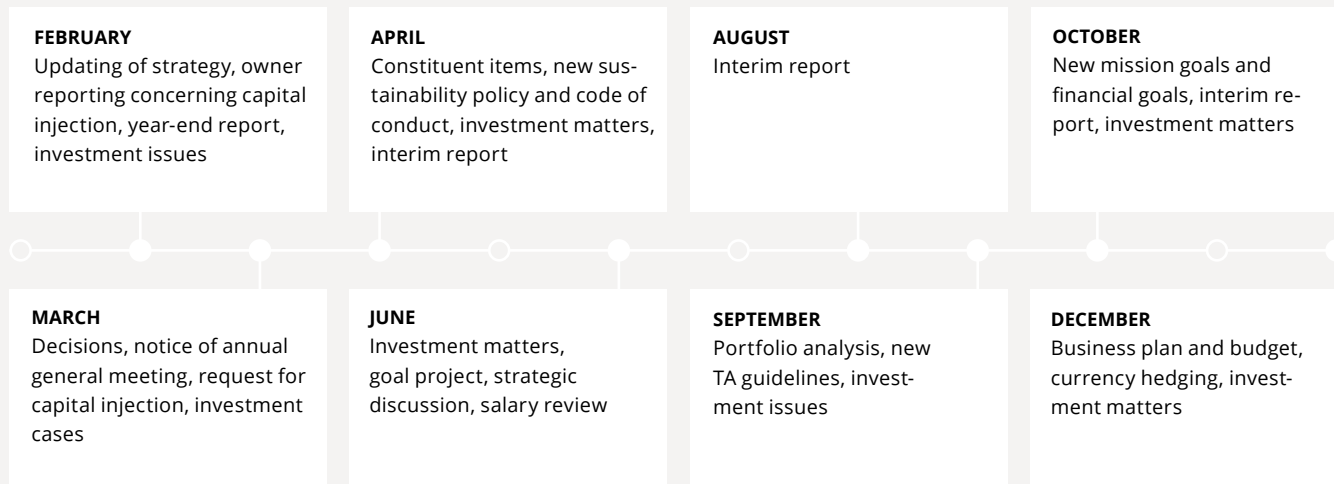 FEBRUARY
Updating of strategy, owner
reporting concerning capital
injection, year-end report,
investment issues
APRIL
Constituent items, new sus-
tainability policy and code of
conduct, investment matters,
interim report
AUGUST
Interim report
OCTOBER
New mission goals and
financial goals, interim re-
port, investment matters
MARCH
Decisions, notice of annual
general meeting, request for
capital injection, investment
cases
JUNE
Investment matters,
goal project, strategic
discussion, salary review
SEPTEMBER
Portfolio analysis, new
TA guidelines, invest-
ment issues
DECEMBER
Business plan and budget,
currency hedging, invest-
ment matters